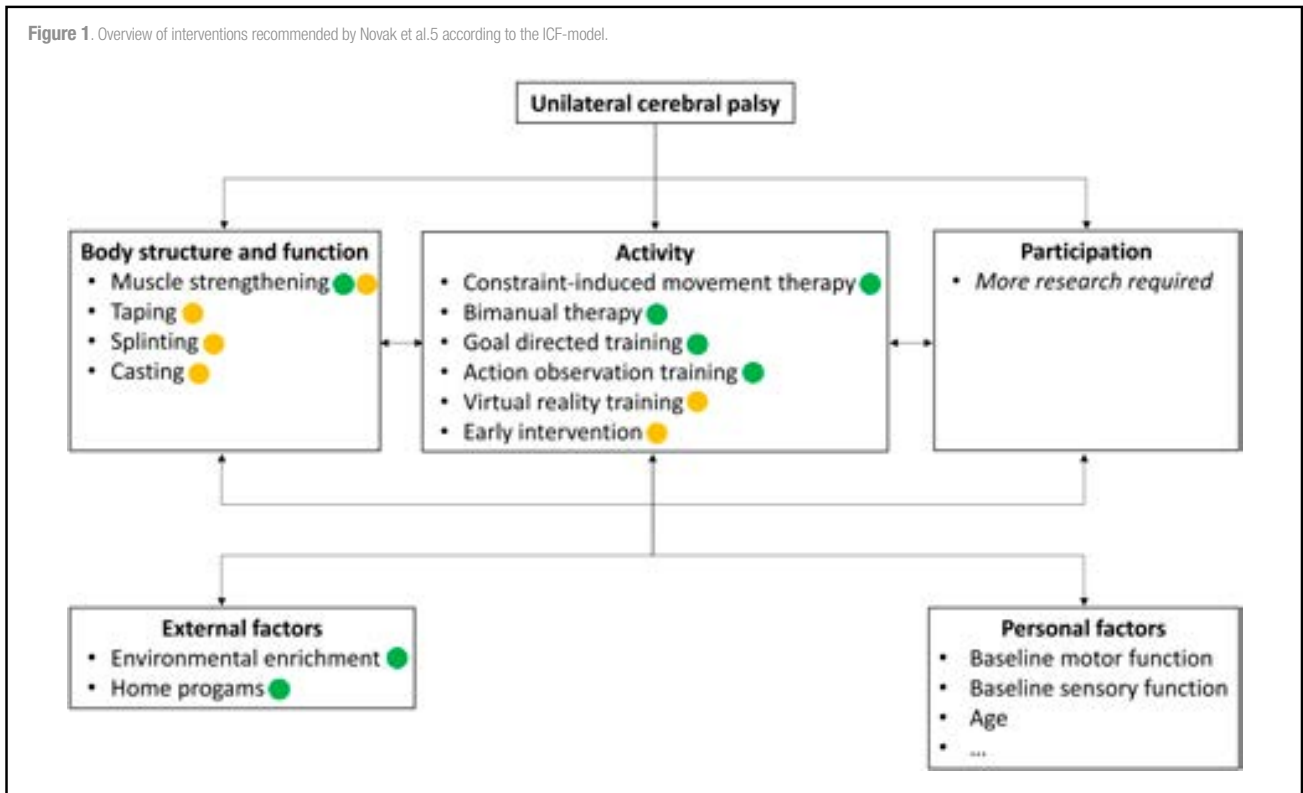 Figure 1. Overview of interventions recommended by Novak et al.5 according to the ICF-model.
Unilateral cerebral palsy
Body structure and function
• Muscle strengthening
• Taping
• Splinting
• Casting
Activity
• Constraint-induced movement therapy
• Bimanual therapy
• Goal directed training
• Action observation training
• Virtual reality training
• Early intervention
Participation
• More research required
External factors
• Environmental enrichment
• Home progams
Personal factors
• Baseline motor function
• Baseline sensory function
• Age
• ...